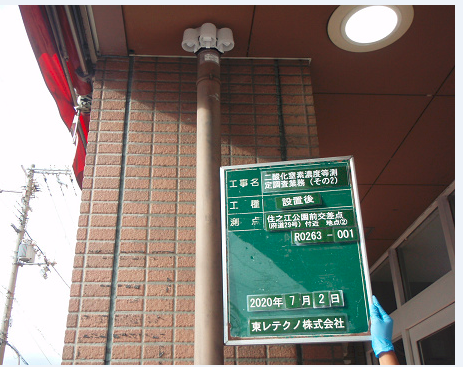 工事名 二酸化窒素濃度等測
定調査業務（その2）
工種 設置後
測点 住之江公園前交差点
(府道29号) 付近 地点②
R0263 - 001
2020年 7月 2日
東レテクノ株式会社